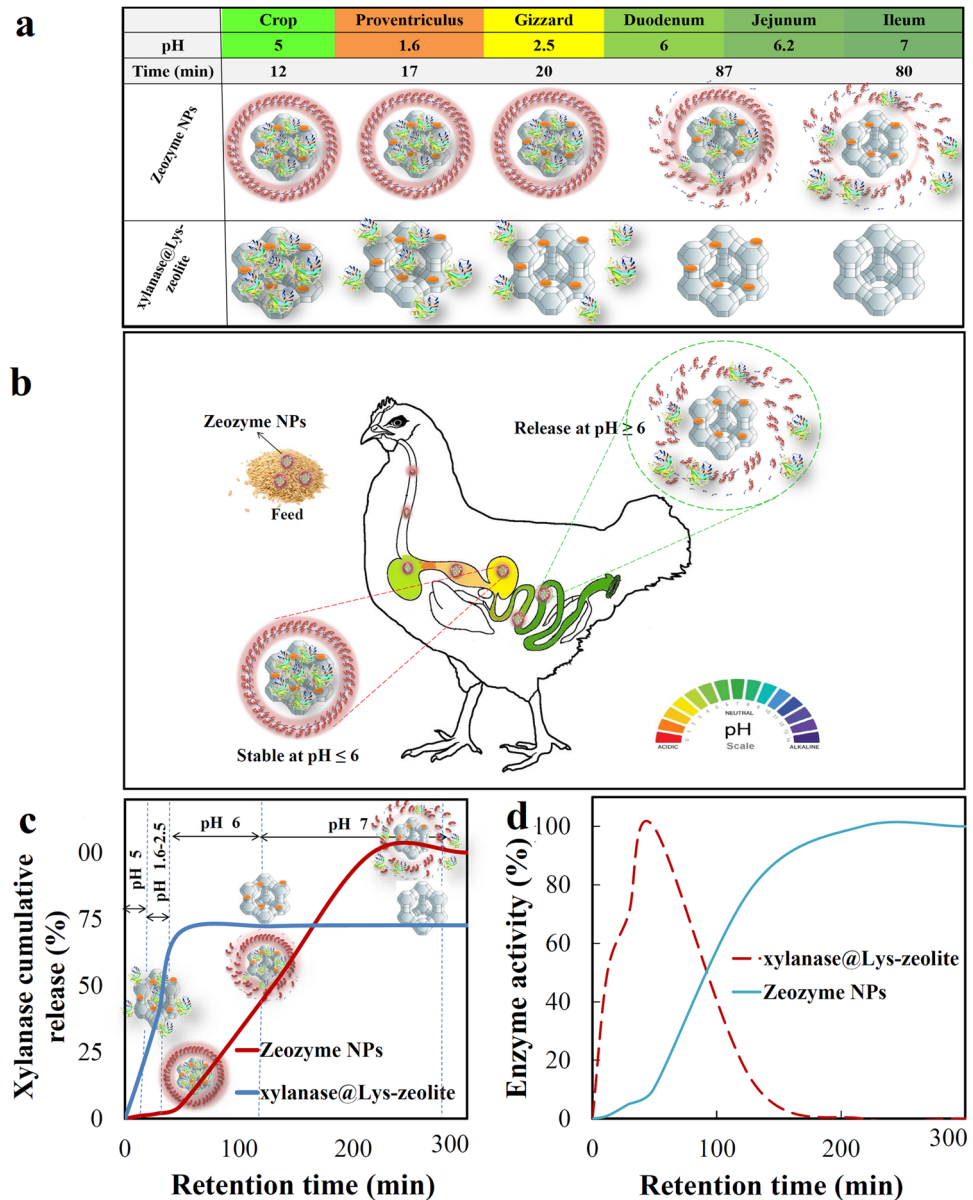 a
Crop Proventriculus Gizzard Duodenum Jejunum Ileum
pH 5 1.6 2.5 6 6.2 7
Time (min) 12 17 20 87 80
Zeozyme NPs
xylanase@Lys-
zeolite
b
Zeozyme NPs
Feed
Release at pH ≥ 6
Stable at pH ≤ 6
NEUTRAL
pH
Scale
ACIDIC
ALKALINE
c
pH 5
pH 1.6-2.5
pH 6
pH 7
Xylanase cumulative
release (%)
00
75
50
25
0
Zeozyme NPs
xylanase@Lys-zeolite
0 100 200 300
Retention time (min)
d
Enzyme activity (%)
100
80
60
40
20
0
xylanase@Lys-zeolite
Zeozyme NPs
0 100 200 300
Retention time (min)